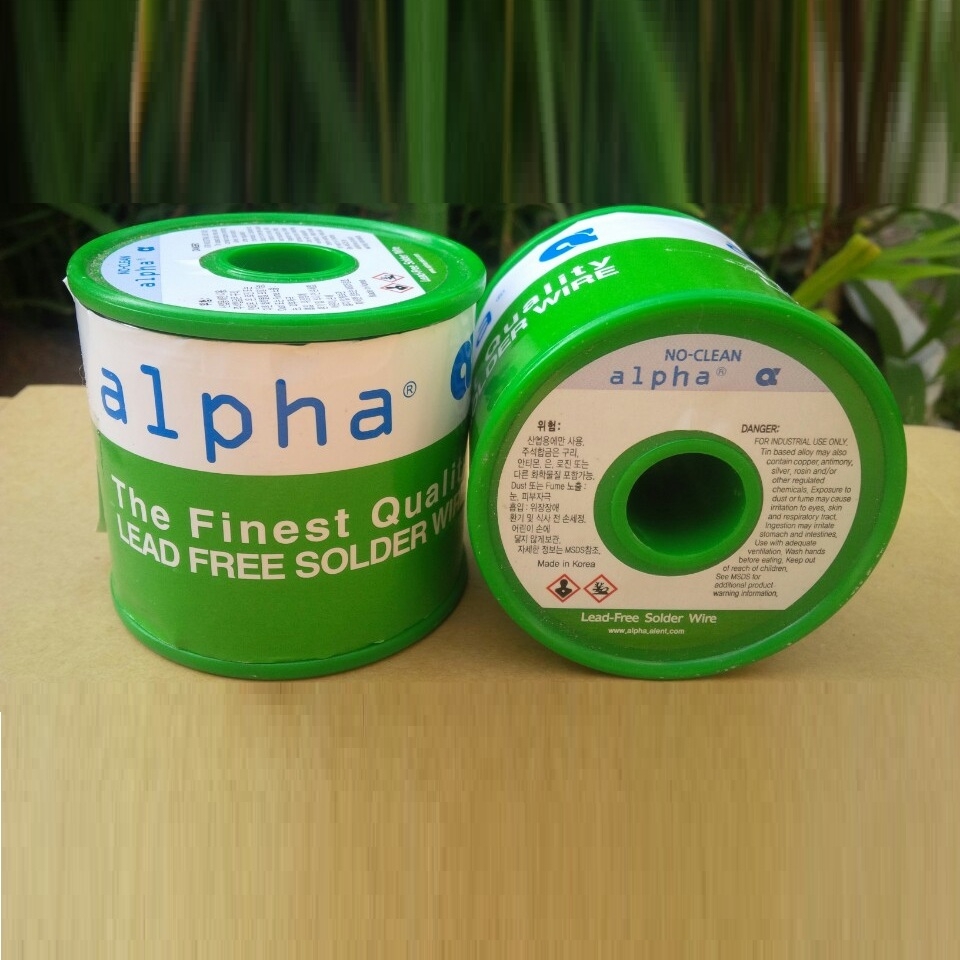 NO-CLEAN
alpha
alpha®
The Finest Quality
LEAD FREE SOLDER WIRE
Quality
SOLDER WIRE
NO-CLEAN
alpha®
위험:
산업용에만 사용,
주석합금은 구리,
안티몬, 은, 로진 또는
다른 화학물질 포함가능,
Dust 또는 Fume 노출 :
눈, 피부자극
흡입 : 위장장애
환기 및 식사 전 손세정,
어린이 손에
닿지 않게보관,
자세한 정보는 MSDS참조,
Made in Korea
DANGER:
FOR INDUSTRIAL USE ONLY,
Tin based alloy may also
contain copper, antimony,
silver, rosin and/or
other regulated
chemicals, Exposure to
dust or fume may cause
irritation to eyes, skin
and respiratory tract,
Ingestion may irritate
stomach and intestines,
Use with adequate
ventilation, Wash hands
before eating, Keep out
of reach of children,
See MSDS for
additional product
warning information,
Lead-Free Solder Wire
www.alpha.alent.com